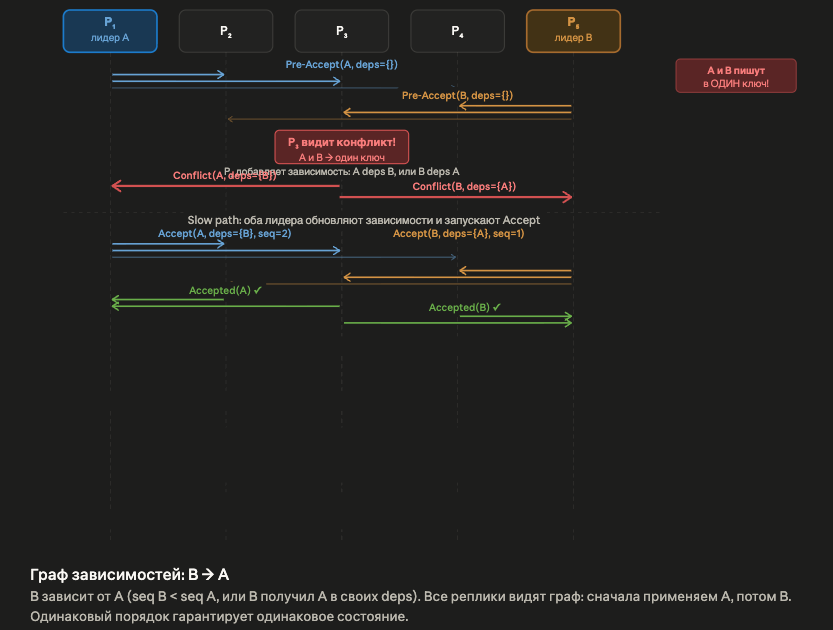 P₁
лидер A
P₂
P₃
P₄
P₅
лидер B
Pre-Accept(A, deps={})
А и В пишут
в ОДИН ключ!
Pre-Accept(B, deps={})
P₃ видит конфликт!
А и В → один ключ
P₃ добавляет зависимость: A deps B, или B deps A
Conflict(A, deps={B})
Conflict(B, deps={A})
Slow path: оба лидера обновляют зависимости и запускают Accept
Accept(A, deps={B}, seq=2)
Accept(B, deps={A}, seq=1)
Accepted(A) ✓
Accepted(B) ✓
Граф зависимостей: B → A
B зависит от A (seq B < seq A, или B получил A в своих deps). Все реплики видят граф: сначала применяем A, потом B.
Одинаковый порядок гарантирует одинаковое состояние.